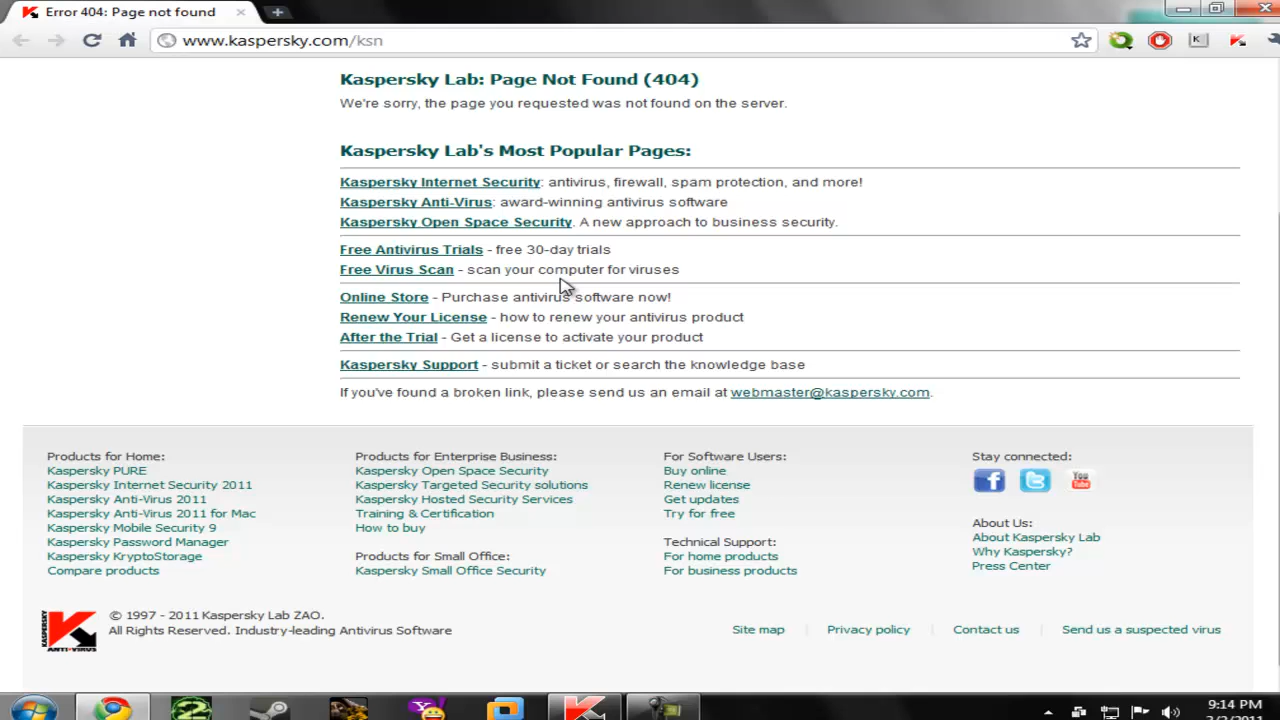 Error 404: Page not found
www.kaspersky.com/ksn
Kaspersky Lab: Page Not Found (404)
We're sorry, the page you requested was not found on the server.
Kaspersky Lab's Most Popular Pages:
Kaspersky Internet Security: antivirus, firewall, spam protection, and more!
Kaspersky Anti-Virus: award-winning antivirus software
Kaspersky Open Space Security. A new approach to business security.
Free Antivirus Trials - free 30-day trials
Free Virus Scan - scan your computer for viruses
Online Store - Purchase antivirus software now!
Renew Your License - how to renew your antivirus product
After the Trial - Get a license to activate your product
Kaspersky Support - submit a ticket or search the knowledge base
If you've found a broken link, please send us an email at webmaster@kaspersky.com.
Products for Home:
Kaspersky PURE
Kaspersky Internet Security 2011
Kaspersky Anti-Virus 2011
Kaspersky Anti-Virus 2011 for Mac
Kaspersky Mobile Security 9
Kaspersky Password Manager
Kaspersky KryptoStorage
Compare products
Products for Enterprise Business:
Kaspersky Open Space Security
Kaspersky Targeted Security solutions
Kaspersky Hosted Security Services
Training & Certification
How to buy
Products for Small Office:
Kaspersky Small Office Security
For Software Users:
Buy online
Renew license
Get updates
Try for free
Technical Support:
For home products
For business products
Stay connected:
You Tube
About Us:
About Kaspersky Lab
Why Kaspersky?
Press Center
KASPERSKY
ANTI-VIRUS
© 1997 - 2011 Kaspersky Lab ZAO.
All Rights Reserved. Industry-leading Antivirus Software
Site map
Privacy policy
Contact us
Send us a suspected virus
9:14 PM